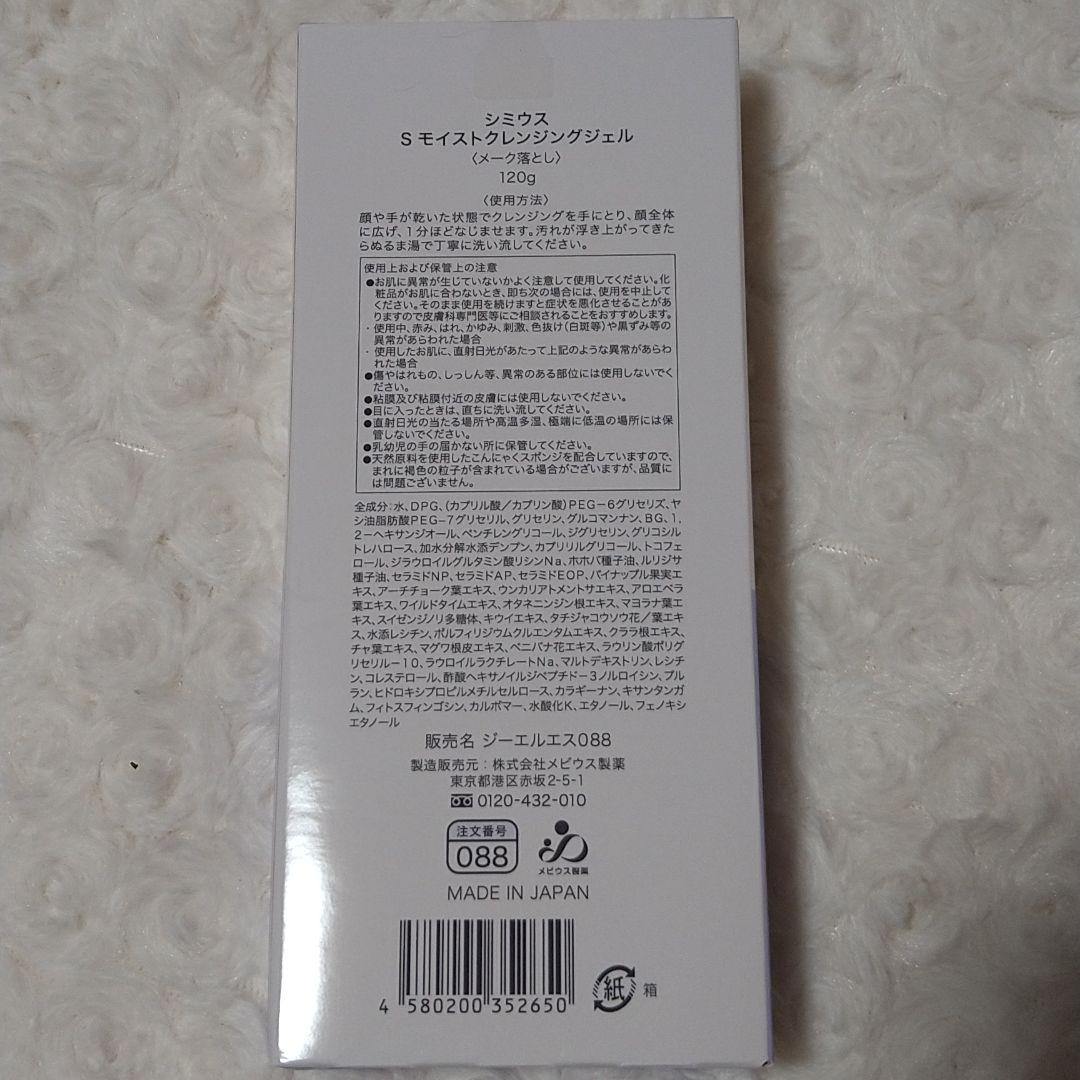 シミウス
S モイストクレンジングジェル
〈メーク落とし〉
120g
〈使用方法〉
顔や手が乾いた状態でクレンジングを手にとり、顔全体
に広げ、1分ほどなじませます。汚れが浮き上がってきた
らぬるま湯で丁寧に洗い流してください。
使用上および保管上の注意
●お肌に異常が生じていないかよく注意して使用してください。化
粧品がお肌に合わないとき、即ち次の場合には、使用を中止して
ください。そのまま使用を続けますと症状を悪化させることがあ
りますので皮膚科専門医等にご相談されることをおすすめします。
・使用中、赤み、はれ、かゆみ、刺激、色抜け(白斑等)や黒ずみ等の
異常があらわれた場合
・使用したお肌に、直射日光があたって上記のような異常があらわ
れた場合
●傷やはれもの、しっしん等、異常のある部位には使用しないでく
ださい。
●粘膜及び粘膜付近の皮膚には使用しないでください。
●目に入ったときは、直ちに洗い流してください。
●直射日光の当たる場所や高温多湿、極端に低温の場所には保
管しないでください。
●乳幼児の手の届かない所に保管してください。
●天然原料を使用したこんにゃくスポンジを配合していますので、
まれに褐色の粒子が含まれている場合がございますが、品質に
は問題ございません。
全成分:水、DPG、(カプリル酸/カプリン酸)PEG-6グリセリズ、ヤ
シ油脂肪酸PEG-7グリセリル、グリセリン、グルコマンナン、BG、1,
2-ヘキサンジオール、ペンチレングリコール、ジグリセリン、グリコシル
トレハロース、加水分解水添デンプン、カプリリルグリコール、トコフェ
ロール、ジラウロイルグルタミン酸リシンNa、ホホバ種子油、ルリジサ
種子油、セラミドNP、セラミドAP、セラミドEOP、パイナップル果実エ
キス、アーチチョーク葉エキス、ウンカリアトメントサエキス、アロエベラ
葉エキス、ワイルドタイムエキス、オタネニンジン根エキス、マヨラナ葉エ
キス、スイゼンジノリ多糖体、キウイエキス、タチジャコウソウ花/葉エキ
ス、水添レシチン、ポルフィリジウムクルエンタムエキス、クララ根エキス、
チャ葉エキス、マグワ根皮エキス、ベニバナ花エキス、ラウリン酸ポリグ
リセリル-10、ラウロイルラクチレートNa、マルトデキストリン、レシチ
ン、コレステロール、酢酸ヘキサノイルジペプチド-3ノルロイシン、プル
ラン、ヒドロキシプロピルメチルセルロース、カラギーナン、キサンタンガ
ム、フィトスフィンゴシン、カルボマー、水酸化K、エタノール、フェノキシ
エタノール
販売名 ジーエルエス088
製造販売元:株式会社メビウス製薬
東京都港区赤坂2-5-1
0120-432-010
注文番号
088
メビウス製薬
MADE IN JAPAN
4 580200 352650
紙 箱